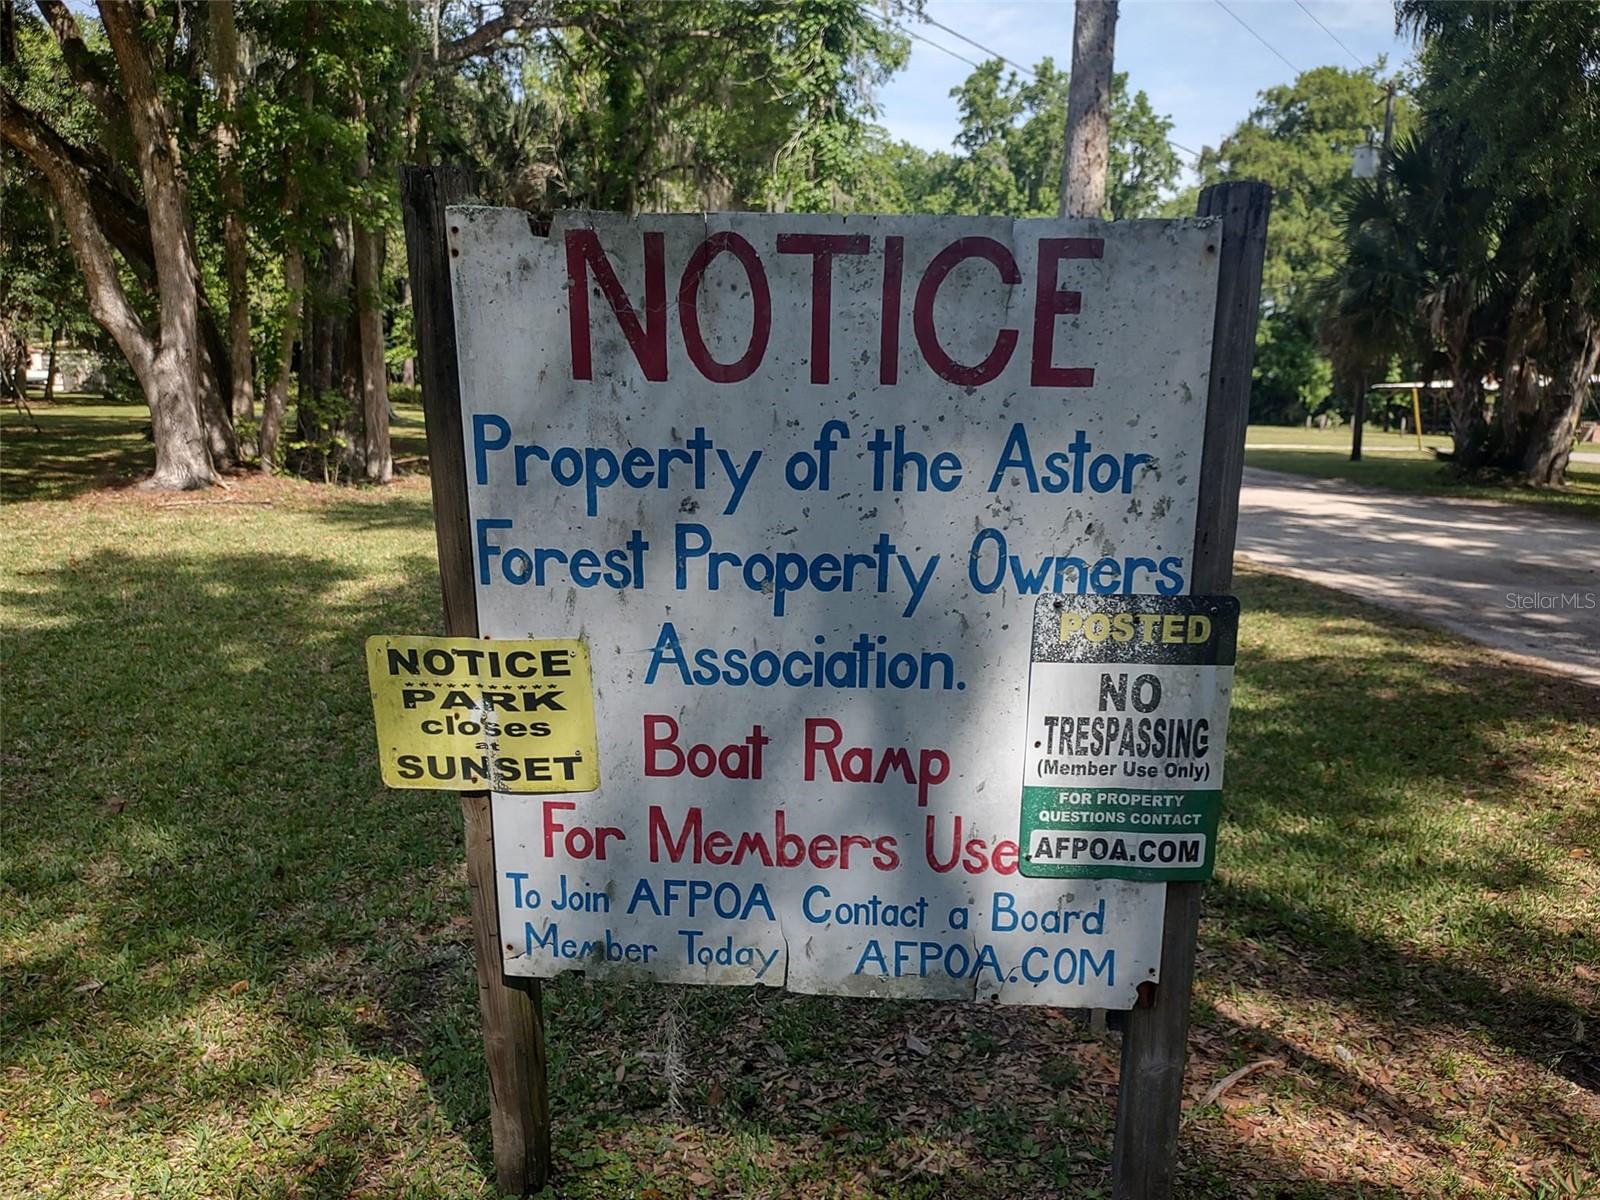 NOTICE
Property of the Astor
Forest Property Owners
Association.
Boat Ramp
For Members Use
To Join AFPOA Contact a Board
Member Today AFPOA.COM
NOTICE
PARK
closes
at
SUNSET
POSTED
NO
TRESPASSING
(Member Use Only)
FOR PROPERTY
QUESTIONS CONTACT
AFPOA.COM
StellarMLS